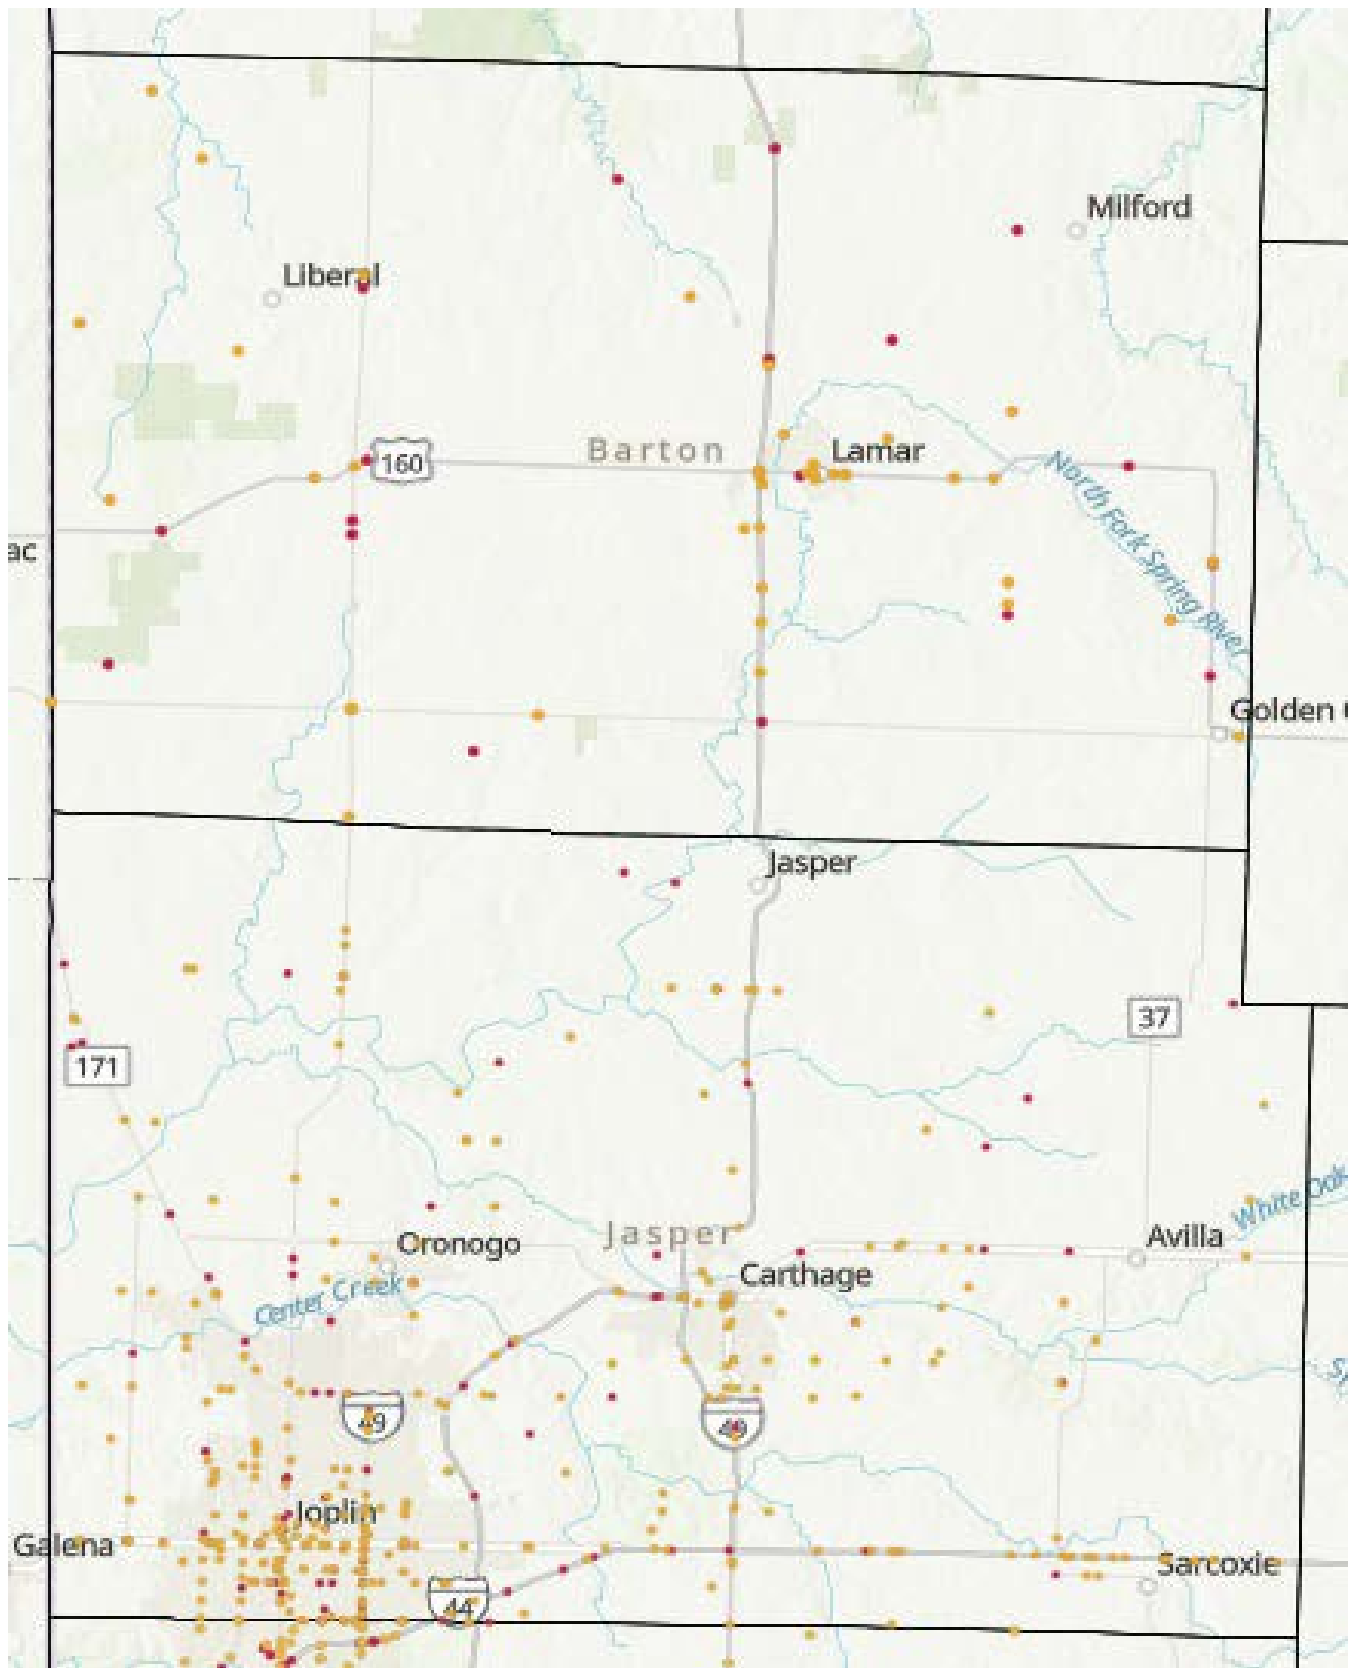 Milford
Liberal
Barton
Lamar
160
North Fork Spring River
ac
Golden
Jasper
37
171
White Oak
Jasper
Avilla
Oronogo
Carthage
Center Creek
49
49
Joplin
Galena
Sarcoxie
44